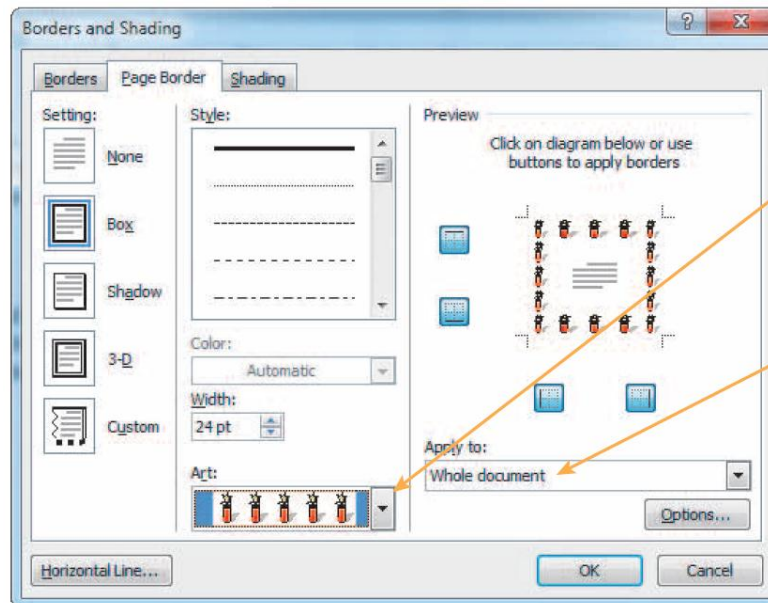 Borders and Shading
Borders Page Border Shading
Setting:
None
Box
Shadow
3-D
Custom
Style:
Color:
Automatic
Width:
24 pt
Art:
Preview
Click on diagram below or use
buttons to apply borders
Apply to:
Whole document
Options...
Horizontal Line...
OK
Cancel